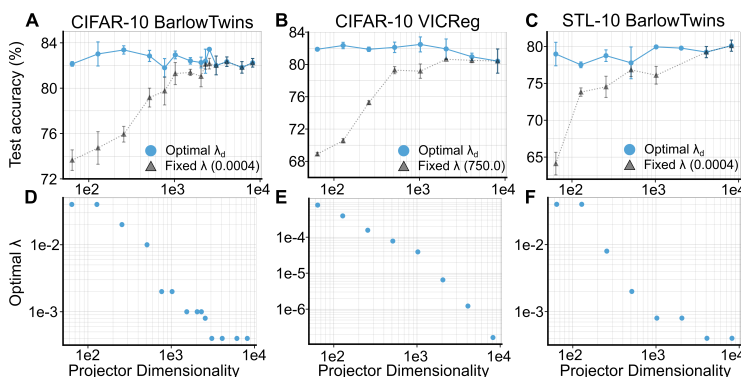 A CIFAR-10 BarlowTwins
B CIFAR-10 VICReg
C STL-10 BarlowTwins
Test accuracy (%)
84
80
76
72
Optimal λd
Fixed λ (0.0004)
1e2 1e3 1e4
84
80
76
72
68
Optimal λd
Fixed λ (750.0)
1e2 1e3 1e4
80
75
70
65
Optimal λd
Fixed λ (0.0004)
1e2 1e3 1e4
D
E
F
Optimal λ
1e-2
1e-3
1e2 1e3 1e4
Projector Dimensionality
1e-4
1e-5
1e-6
1e2 1e3 1e4
Projector Dimensionality
1e-2
1e-3
1e2 1e3 1e4
Projector Dimensionality